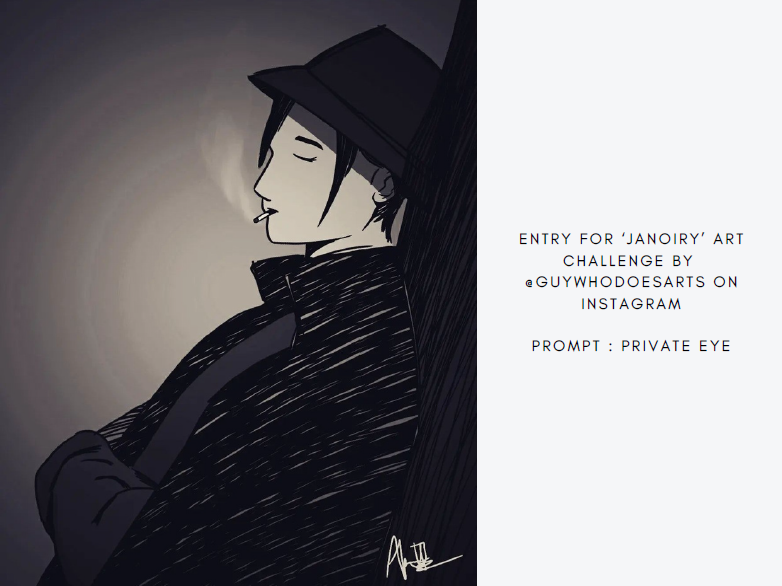 ENTRY FOR ‘JANOIRY’ ART
CHALLENGE BY
@GUYWHODOESARTS ON
INSTAGRAM
PROMPT : PRIVATE EYE